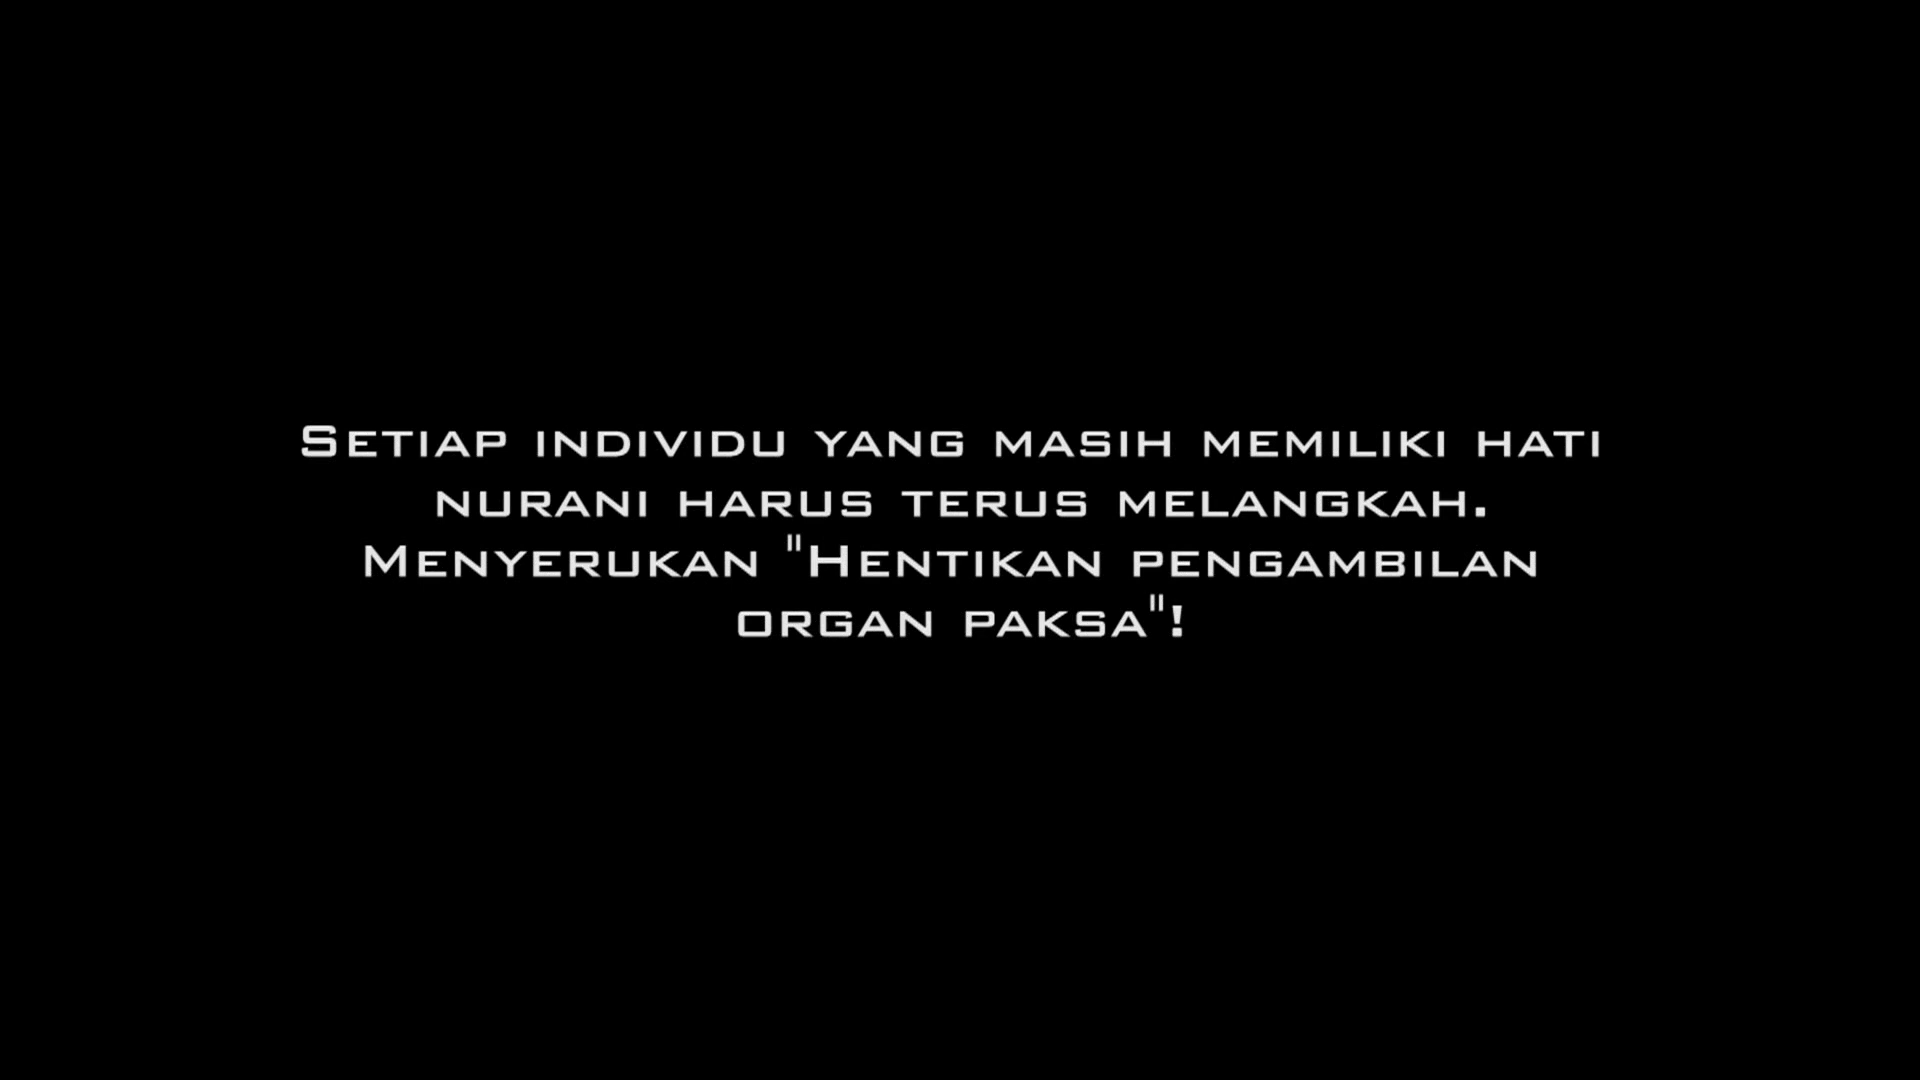 Setiap individu yang masih memiliki hati
nurani harus terus melangkah.
Menyerukan "Hentikan pengambilan
organ paksa"!